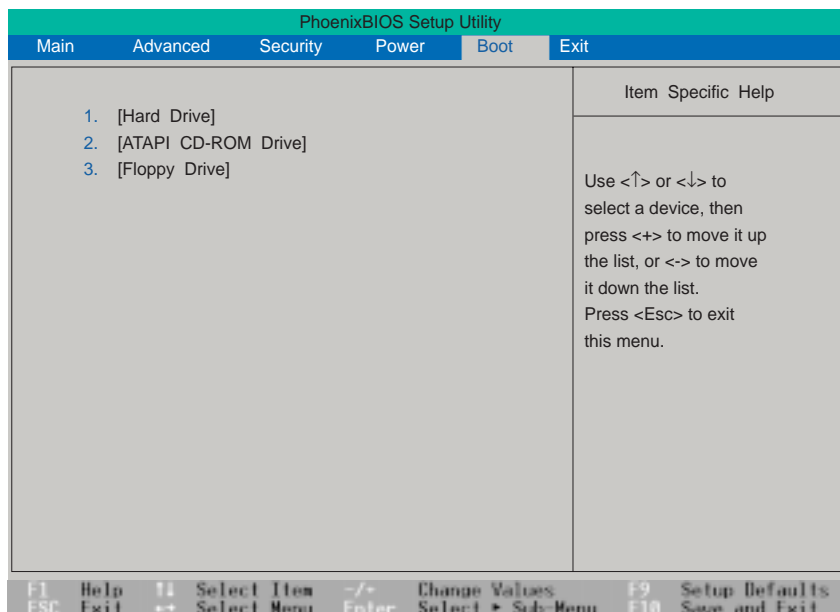 PhoenixBIOS Setup Utility
Main Advanced Security Power Boot Exit
1. [Hard Drive]
2. [ATAPI CD-ROM Drive]
3. [Floppy Drive]
Item Specific Help
Use <↑> or <↓> to
select a device, then
press <+> to move it up
the list, or <-> to move
it down the list.
Press <Esc> to exit
this menu.
F1 Help ↑↓ Select Item -/+ Change Values F9 Setup Defaults
ESC Exit ←→ Select Menu Enter Select ► Sub-Menu F10 Save and Exit